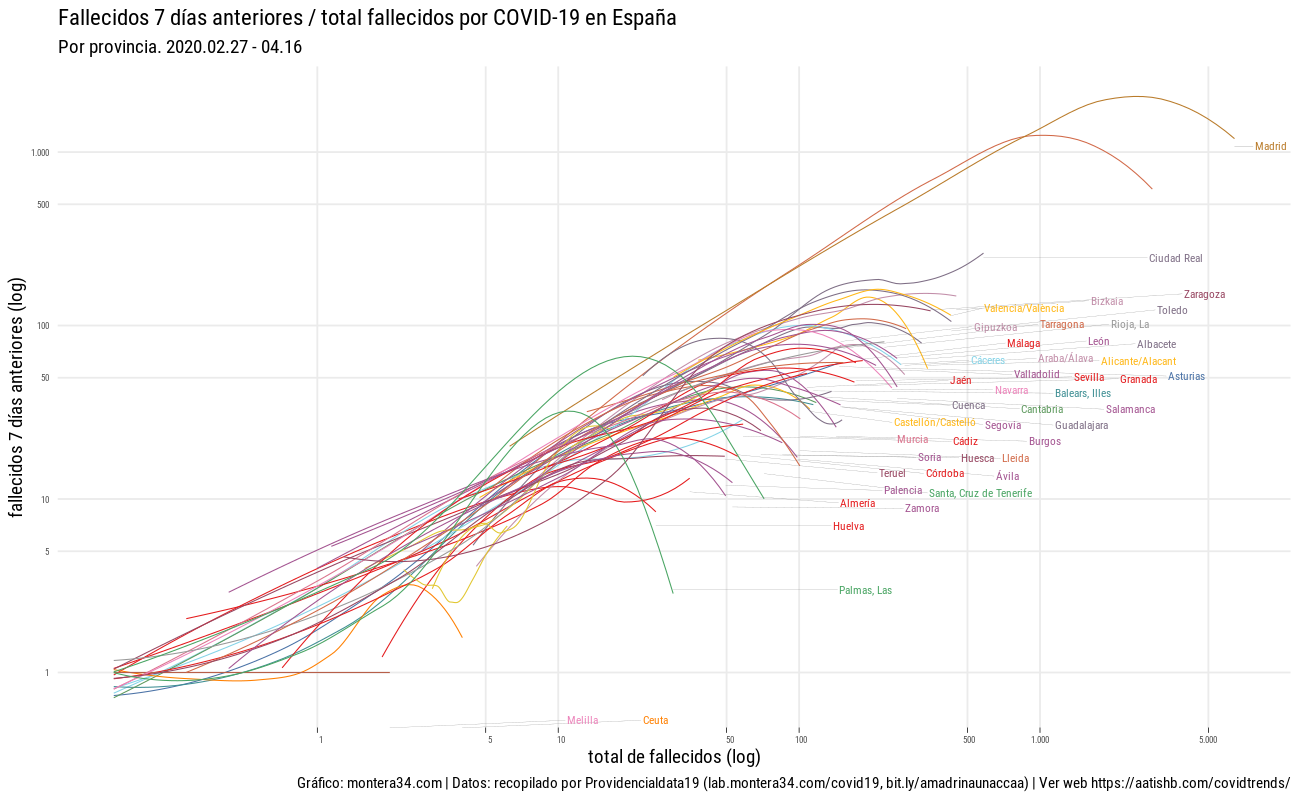 Fallecidos 7 días anteriores / total fallecidos por COVID-19 en España
Por provincia. 2020.02.27 - 04.16
fallecidos 7 días anteriores (log)
1.000
500
100
50
10
5
1
Madrid
Ciudad Real
Zaragoza
Bizkaia
Valencia/València
Toledo
Gipuzkoa
Tarragona
Rioja, La
Málaga
León
Albacete
Cáceres
Araba/Álava
Alicante/Alacant
Valladolid
Sevilla
Granada
Asturias
Jaén
Navarra
Balears, Illes
Cuenca
Cantabria
Salamanca
Castellón/Castelló
Segovia
Guadalajara
Murcia
Cádiz
Burgos
Soria
Huesca
Lleida
Teruel
Córdoba
Ávila
Palencia
Santa, Cruz de Tenerife
Almería
Zamora
Huelva
Palmas, Las
Melilla
Ceuta
1
5
10
50
100
500
1.000
5.000
total de fallecidos (log)
Gráfico: montera34.com | Datos: recopilado por Providencialdata19 (lab.montera34.com/covid19, bit.ly/amadrinaunaccaa) | Ver web https://aatishb.com/covidtrends/